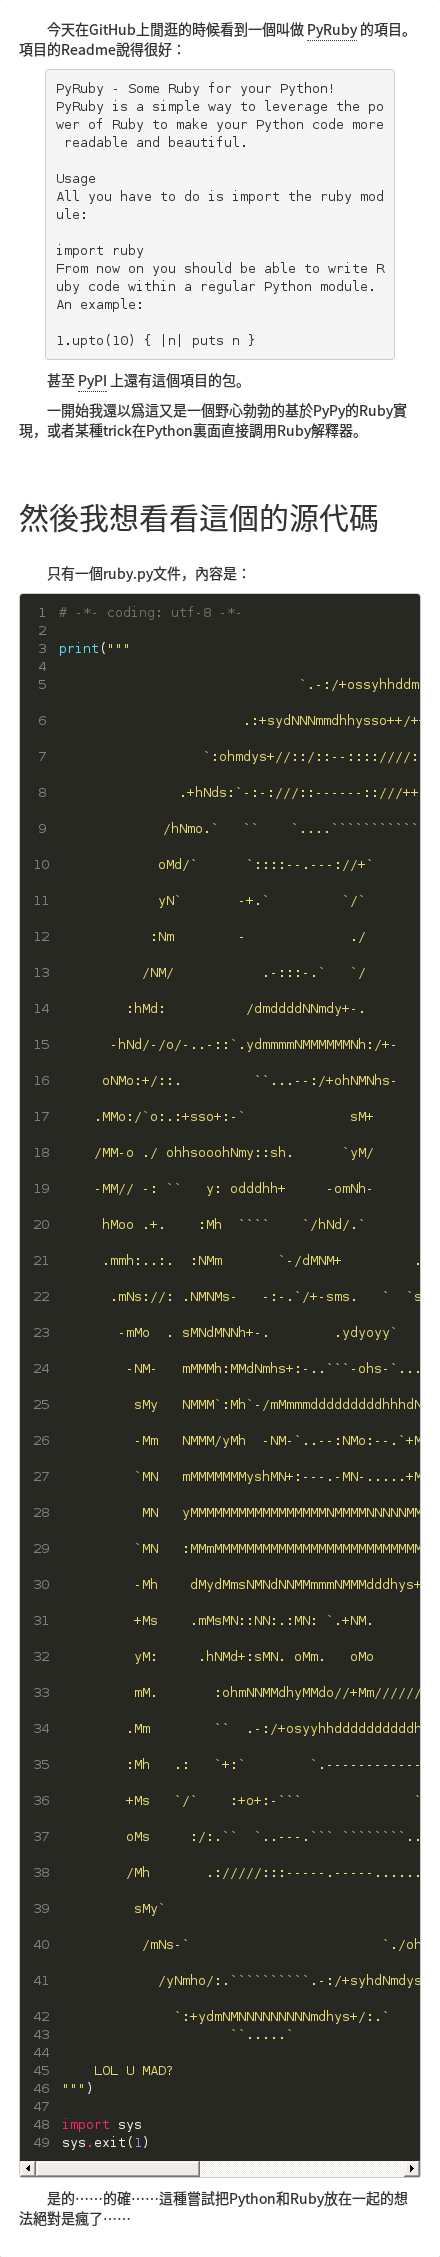 今天在GitHub上閒逛的時候看到一個叫做 PyRuby 的項目。
項目的Readme說得很好：
PyRuby - Some Ruby for your Python!
PyRuby is a simple way to leverage the po
wer of Ruby to make your Python code more
 readable and beautiful.
Usage
All you have to do is import the ruby mod
ule:
import ruby
From now on you should be able to write R
uby code within a regular Python module.
An example:
1.upto(10) { |n| puts n }
甚至 PyPI 上還有這個項目的包。
一開始我還以爲這又是一個野心勃勃的基於PyPy的Ruby實
現，或者某種trick在Python裏面直接調用Ruby解釋器。
然後我想看看這個的源代碼
只有一個ruby.py文件，內容是：
1 # -*- coding: utf-8 -*-
2
3 print("""
4
5                               `.-:/+ossyhhddm
6                        .:+sydNNNmmdhhysso++/+
7                   `:ohmdys+//::/::--::::////:
8                .+hNds:`-:-:///::------::///++
9              /hNmo.`   ``    `....```````````
10             oMd/`      `::::--.---://+`
11             yN`       -+.`         `/`
12            :Nm        -             ./
13           /NM/           .-:::-.`   `/
14         :hMd:          /dmddddNNmdy+-.
15       -hNd/-/o/-..-::`.ydmmmmNMMMMMMNh:/+-
16      oNMo:+/::.         ``...--:/+ohNMNhs-
17     .MMo:/`o:.:+sso+:-`             sM+
18     /MM-o ./ ohhsooohNmy::sh.      `yM/
19     -MM// -: ``   y: odddhh+     -omNh-
20      hMoo .+.    :Mh  ````    `/hNd/.`
21      .mmh:..:.  :NMm       `-/dMNM+         .
22       .mNs://: .NMNMs-   -:-.`/+-sms.   `  `s
23        -mMo  . sMNdMNNh+-.        .ydyoyy`
24         -NM-   mMMMh:MMdNmhs+:-..```-ohs-`...
25          sMy   NMMM`:Mh`-/mMmmmdddddddddhhhdN
26          -Mm   NMMM/yMh  -NM-`..--:NMo:--.`+M
27          `MN   mMMMMMMMyshMN+:---.-MN-.....+M
28           MN   yMMMMMMMMMMMMMMMMMNMMMMNNNNNMM
29          `MN   :MMmMMMMMMMMMMMMMMMMMMMMMMMMMM
30          -Mh    dMydMmsNMNdNNMMmmmNMMMdddhys+
31          +Ms    .mMsMN::NN:.:MN: `.+NM.
32          yM:     .hNMd+:sMN. oMm.   oMo
33          mM.       :ohmNNMMdhyMMdo//+Mm//////
34         .Mm        ``  .-:/+osyyhhddddddddddh
35         :Mh   .:   `+:`        `.------------
36         +Ms   `/`    :+o+:-```              `
37         oMs     :/:.``  `..---.``` ````````..
38         /Mh       .://///:::-----.-----......
39          sMy`
40           /mNs-`                        `./oh
41             /yNmho/:.``````````.-:/+syhdNmdys
42               `:+ydmNMNNNNNNNNNmdhys+/:.`
43                      ``.....`
44
45     LOL U MAD?
46 """)
47
48 import sys
49 sys.exit(1)
是的⋯⋯的確⋯⋯這種嘗試把Python和Ruby放在一起的想
法絕對是瘋了⋯⋯